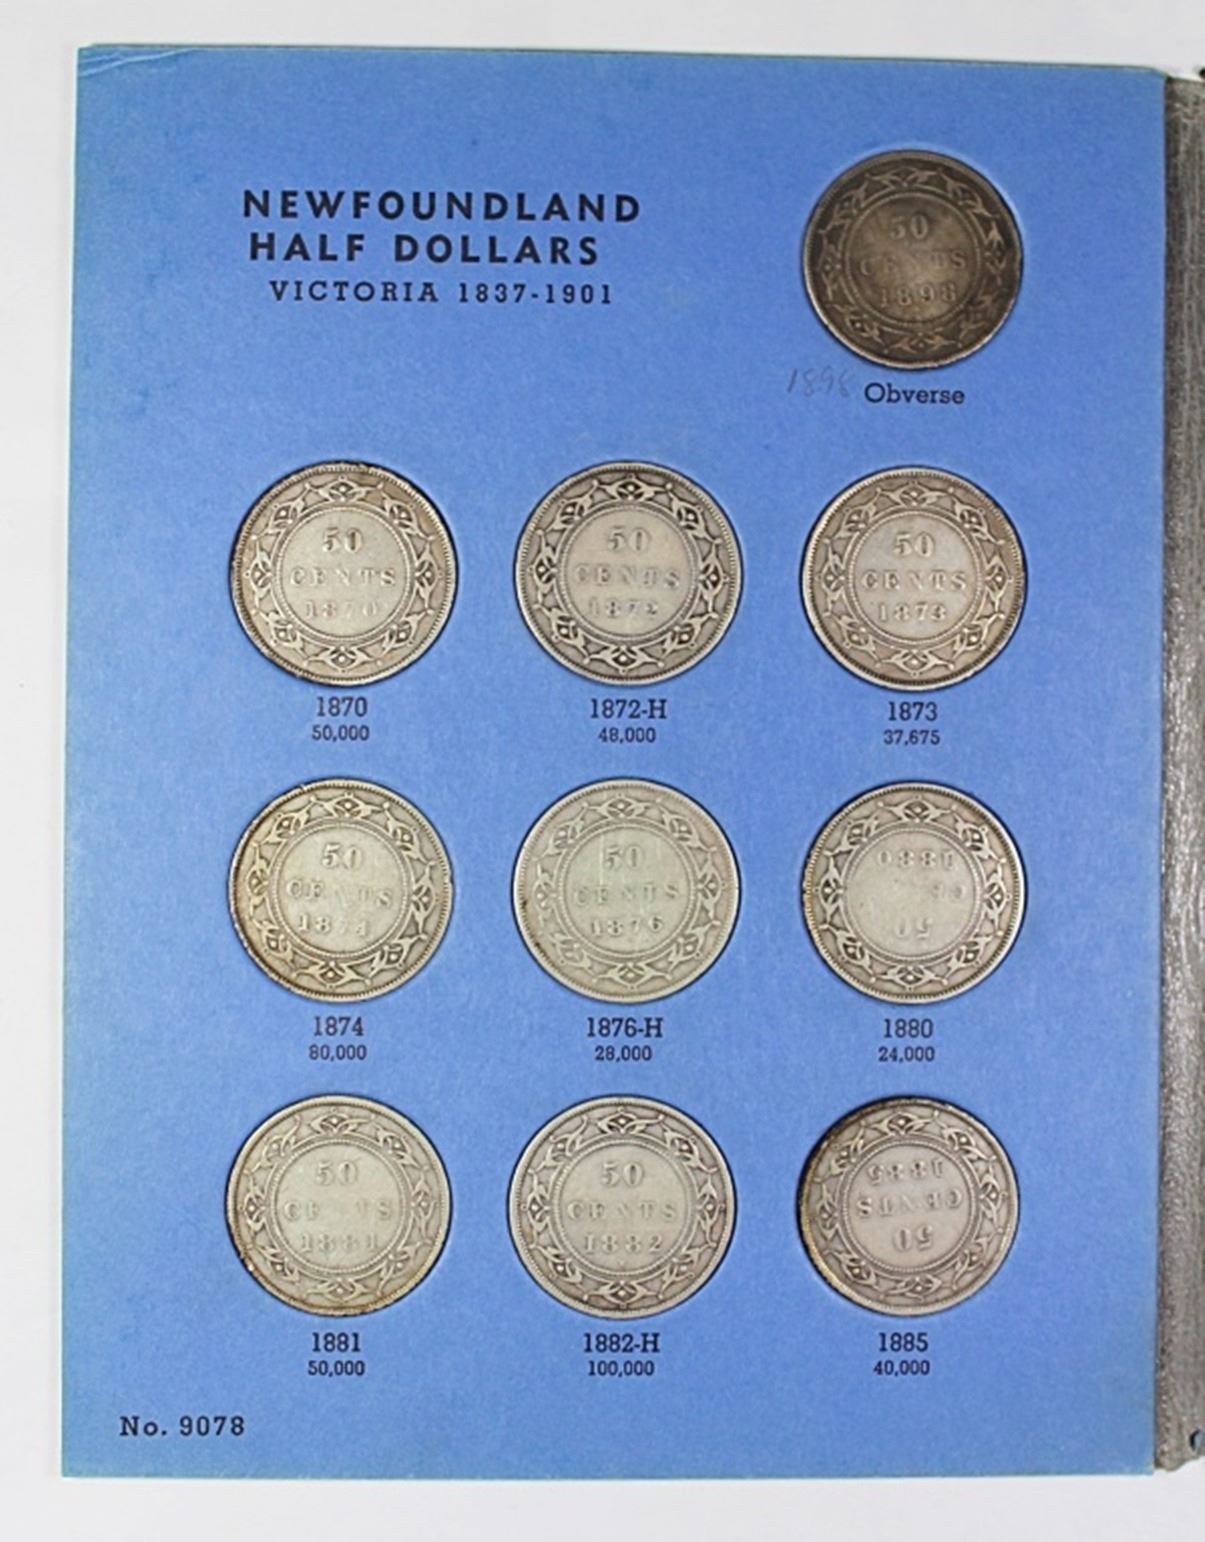 NEWFOUNDLAND
HALF DOLLARS
VICTORIA 1837-1901
50
CENTS
1898
1898 Obverse
50
CENTS
1870
1870
50,000
50
CENTS
1872
1872-H
48,000
50
CENTS
1873
1873
37,675
50
CENTS
1874
1874
80,000
50
CENTS
1876
1876-H
28,000
50
1880
1880
24,000
50
CENTS
1881
1881
50,000
50
CENTS
1882
1882-H
100,000
50
CENTS
1885
1885
40,000
No. 9078